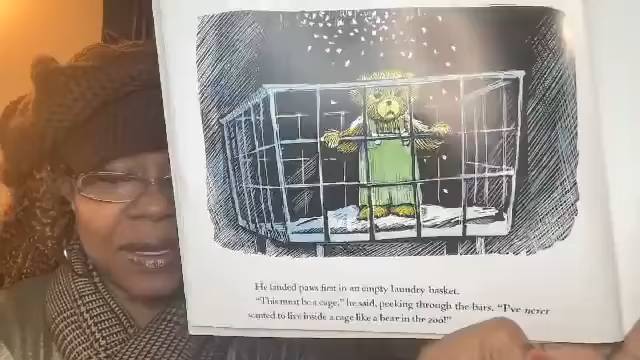 He landed paws first in an empty laundry basket.
"This must be a cage," he said, peeking through the bars. "I've never
wanted to live inside a cage like a bear in the zoo!"